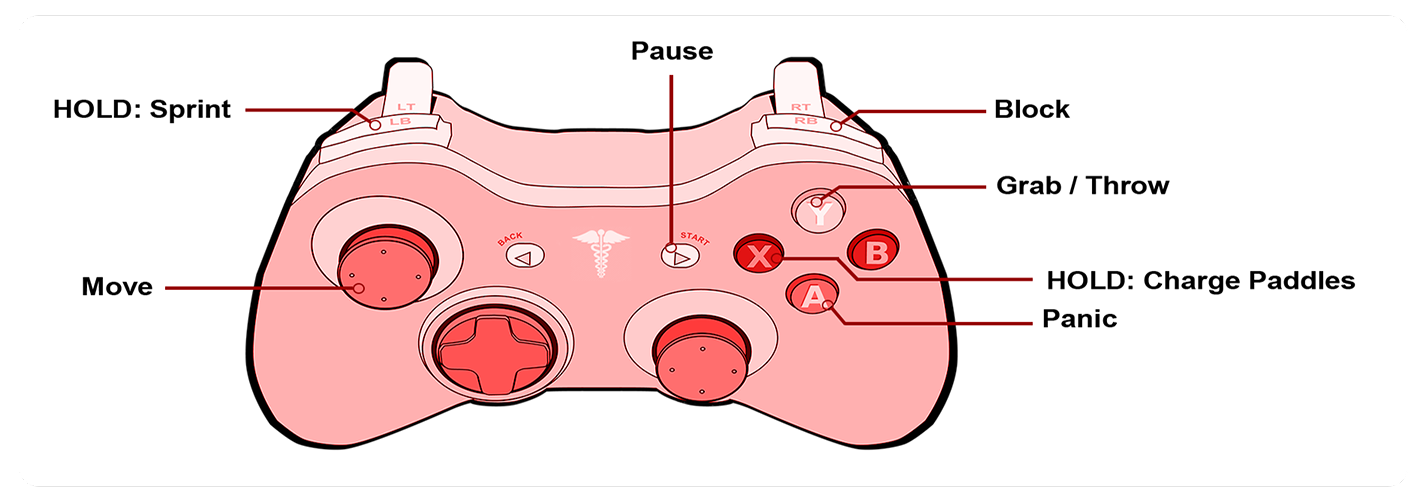 Pause
HOLD: Sprint
LT
LB
RT
RB
Block
Grab / Throw
Y
BACK
START
X
B
Move
HOLD: Charge Paddles
A
Panic